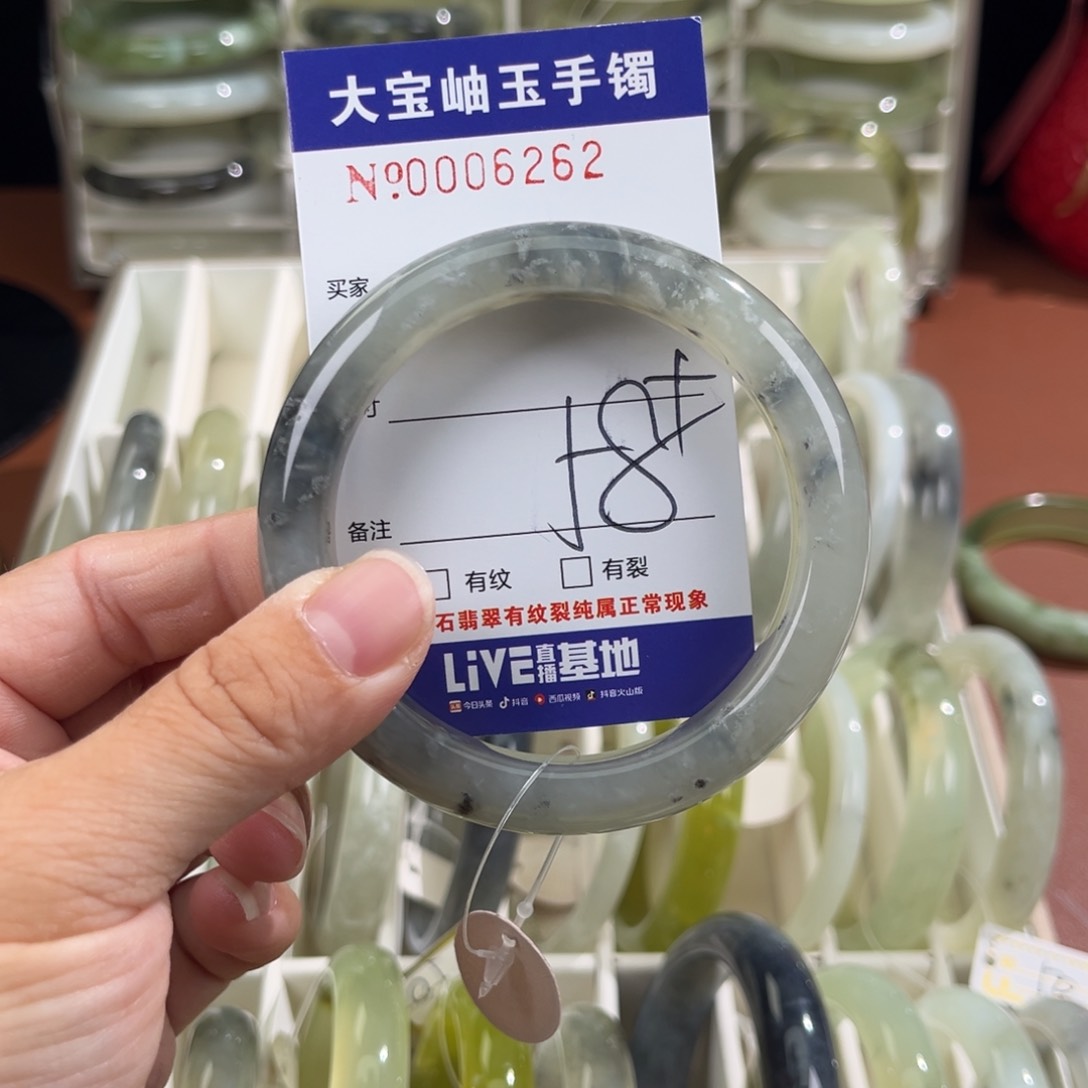 大宝岫玉手镯
№0006262
买家
备注
有纹 有裂
石翡翠有纹裂纯属正常现象
LiVE直播基地
今日头条 抖音 西瓜视频 抖音火山版